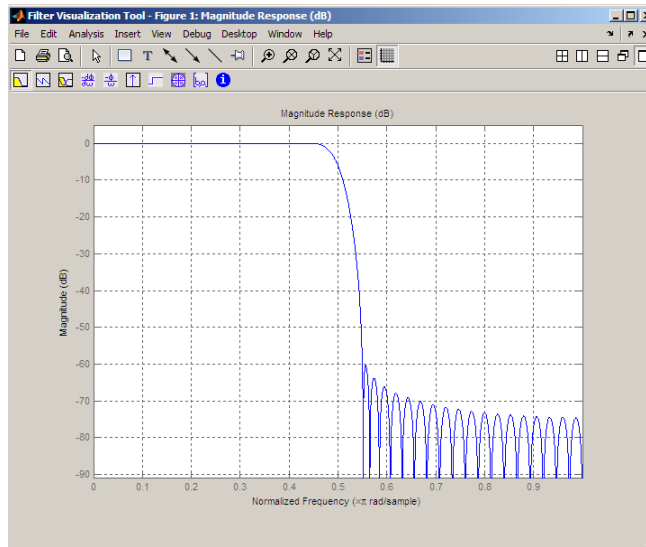 Filter Visualization Tool - Figure 1: Magnitude Response (dB)
File Edit Analysis Insert View Debug Desktop Window Help
T
i
Magnitude Response (dB)
0
-10
-20
-30
-40
-50
-60
-70
-80
-90
Magnitude (dB)
0 0.1 0.2 0.3 0.4 0.5 0.6 0.7 0.8 0.9
Normalized Frequency (×π rad/sample)